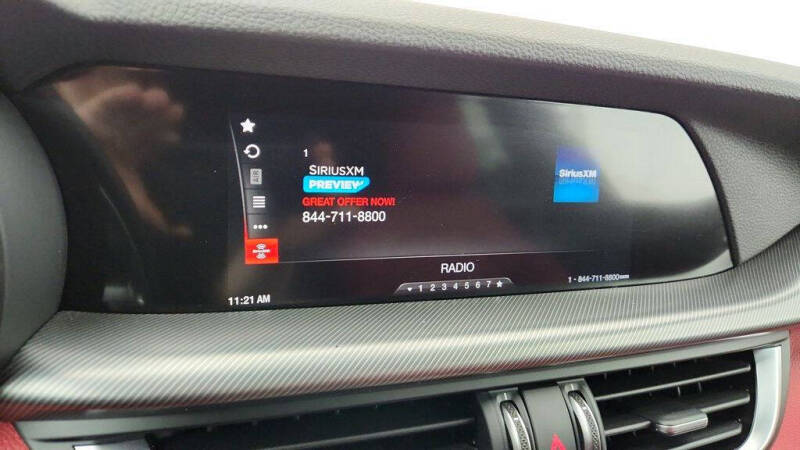 1
SIRIUSXM
PREVIEW
GREAT OFFER NOW!
844-711-8800
SiriusXM
RADIO
1 2 3 4 5 6 7
11:21 AM
1 - 844-711-8800